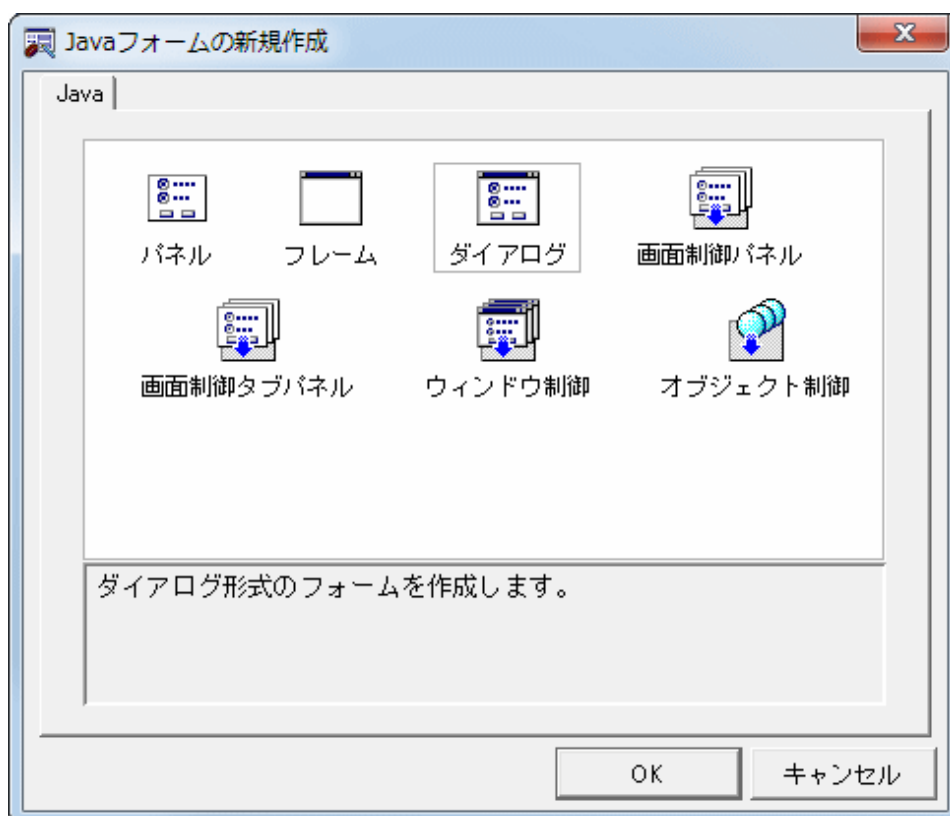 Javaフォームの新規作成
Java
パネル フレーム ダイアログ 画面制御パネル
画面制御タブパネル ウィンドウ制御 オブジェクト制御
ダイアログ形式のフォームを作成します。
OK キャンセル